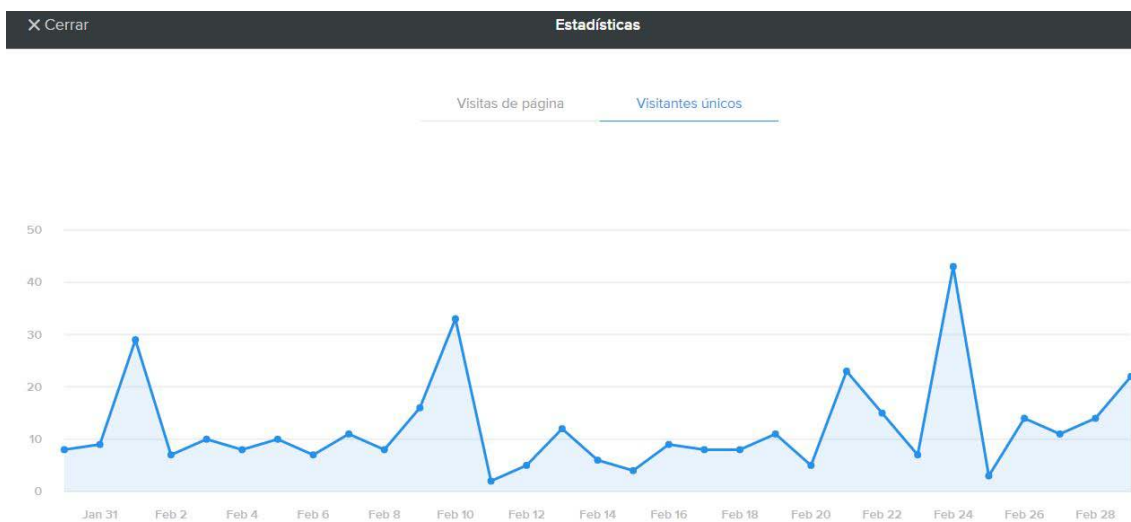 ✕ Cerrar
Estadísticas
Visitas de página Visitantes únicos
50
40
30
20
10
0
Jan 31 Feb 2 Feb 4 Feb 6 Feb 8 Feb 10 Feb 12 Feb 14 Feb 16 Feb 18 Feb 20 Feb 22 Feb 24 Feb 26 Feb 28